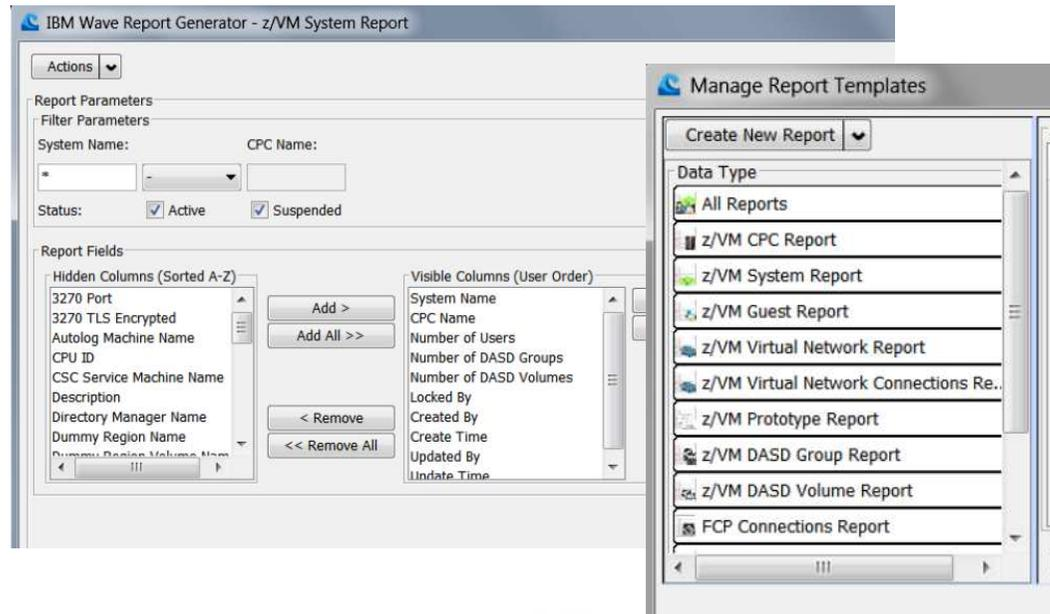 IBM Wave Report Generator - z/VM System Report
Actions
Report Parameters
Filter Parameters
System Name:
CPC Name:
*
-
Status:
Active
Suspended
Report Fields
Hidden Columns (Sorted A-Z)
3270 Port
3270 TLS Encrypted
Autolog Machine Name
CPU ID
CSC Service Machine Name
Description
Directory Manager Name
Dummy Region Name
Dummy Region Volume Nam
Add >
Add All >>
< Remove
<< Remove All
Visible Columns (User Order)
System Name
CPC Name
Number of Users
Number of DASD Groups
Number of DASD Volumes
Locked By
Created By
Create Time
Updated By
Update Time
Manage Report Templates
Create New Report
Data Type
All Reports
z/VM CPC Report
z/VM System Report
z/VM Guest Report
z/VM Virtual Network Report
z/VM Virtual Network Connections Re..
z/VM Prototype Report
z/VM DASD Group Report
z/VM DASD Volume Report
FCP Connections Report